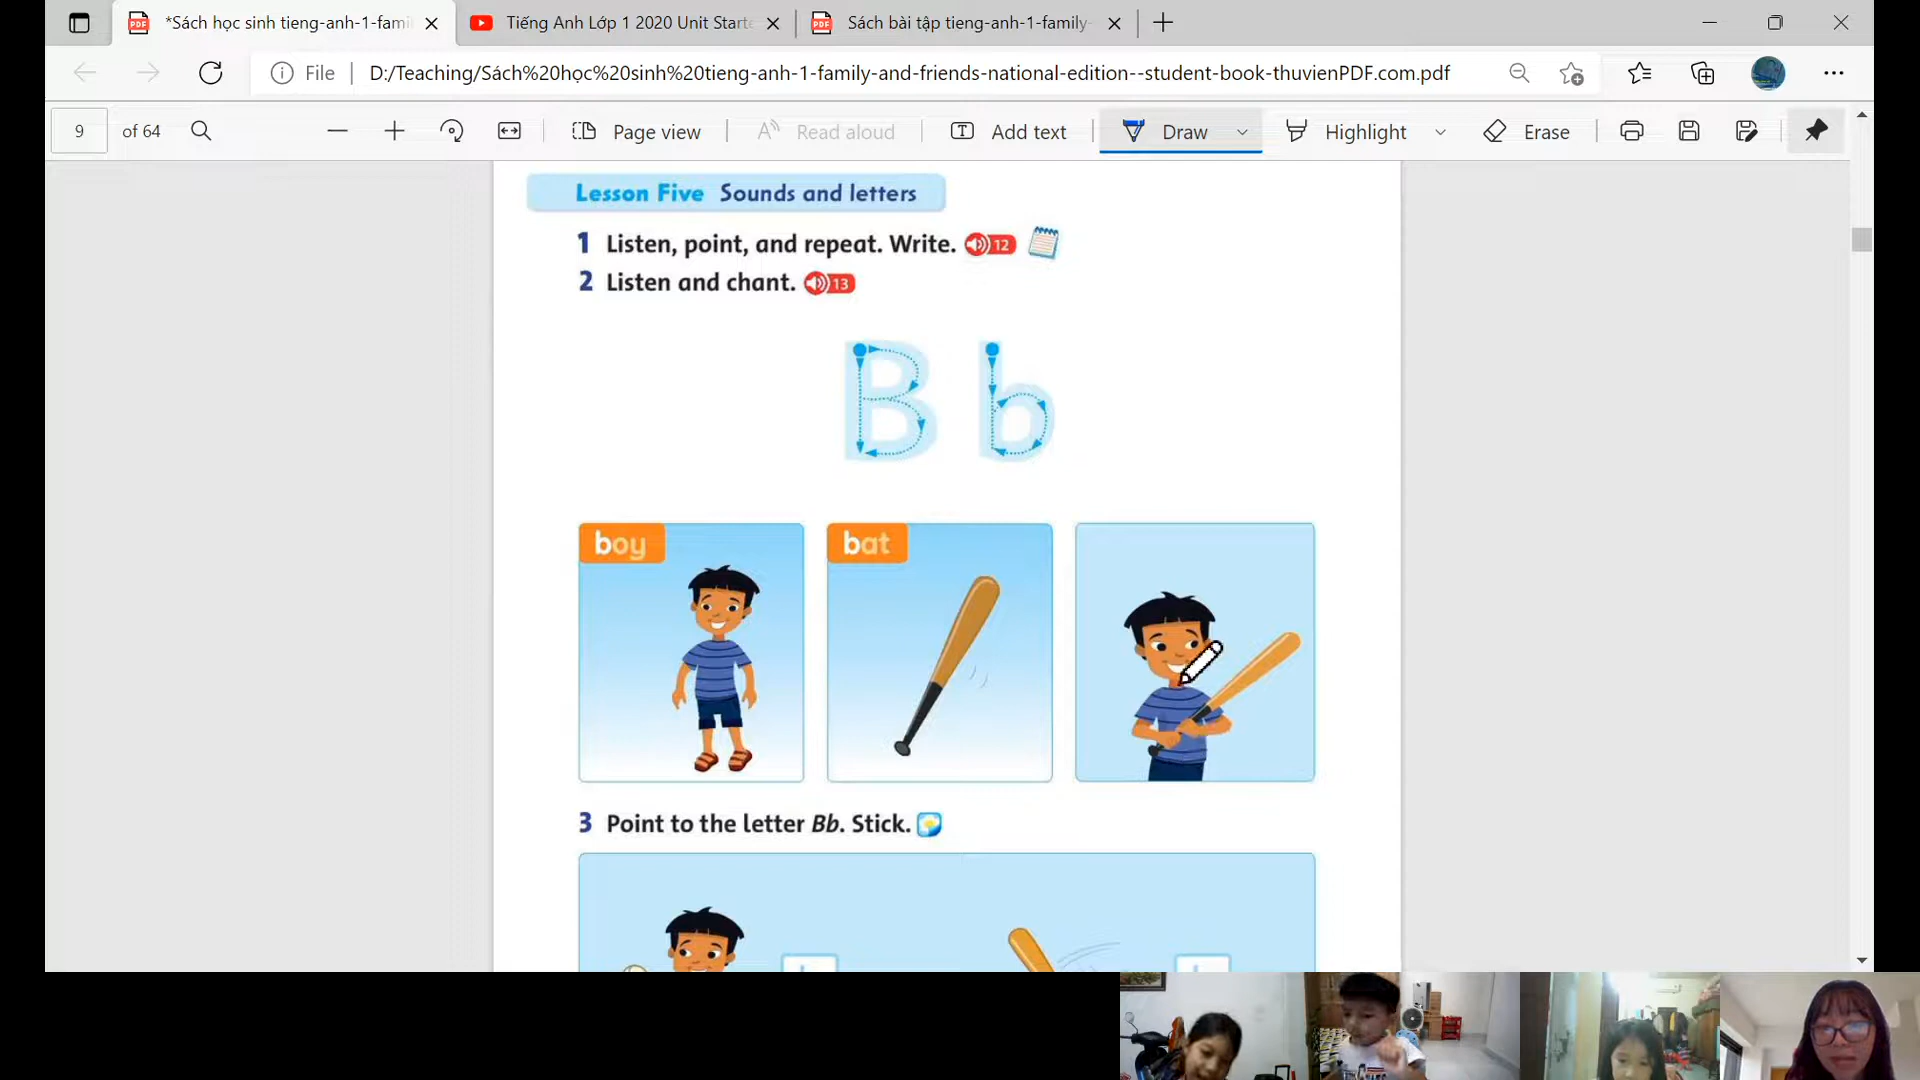 *Sách học sinh tieng-anh-1-fami
Tiếng Anh Lớp 1 2020 Unit Starte
Sách bài tập tieng-anh-1-family-
File
D:/Teaching/Sách%20học%20sinh%20tieng-anh-1-family-and-friends-national-edition--student-book-thuvienPDF.com.pdf
9 of 64
Page view
Read aloud
Add text
Draw
Highlight
Erase
Lesson Five Sounds and letters
1 Listen, point, and repeat. Write. 12
2 Listen and chant. 13
B b
boy
bat
3 Point to the letter Bb. Stick.